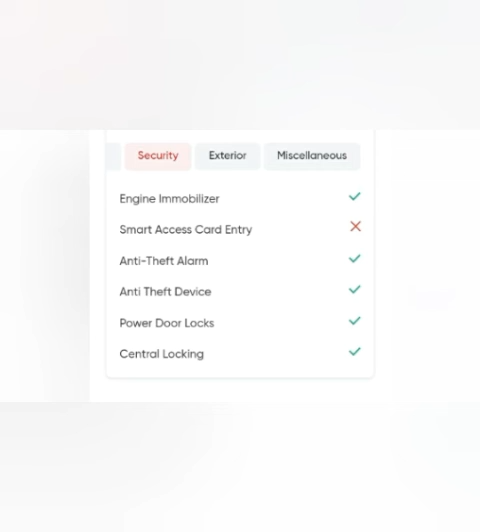 Security Exterior Miscellaneous
Engine Immobilizer
Smart Access Card Entry
Anti-Theft Alarm
Anti Theft Device
Power Door Locks
Central Locking